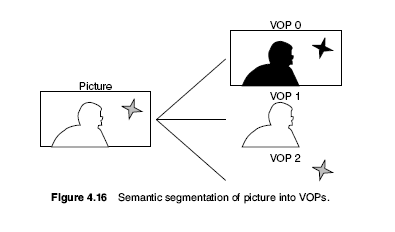 VOP 0
Picture
VOP 1
VOP 2
Figure 4.16 Semantic segmentation of picture into VOPs.